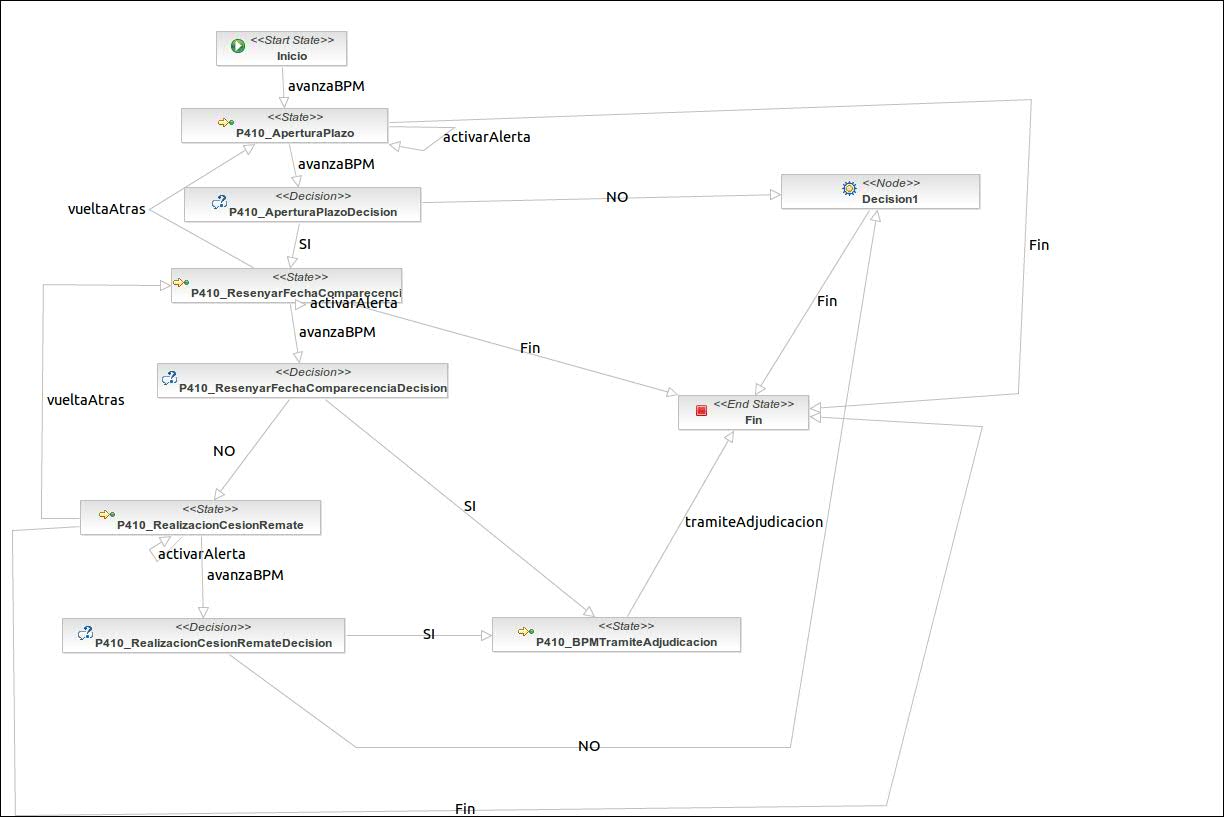 <<Start State>>
Inicio
avanzaBPM
<<State>>
P410_AperturaPlazo
activarAlerta
avanzaBPM
<<Decision>>
P410_AperturaPlazoDecision
NO
<<Node>>
Decision1
vueltaAtras
SI
Fin
<<State>>
P410_ResenyarFechaComparecenci
activarAlerta
Fin
avanzaBPM
Fin
<<Decision>>
P410_ResenyarFechaComparecenciaDecision
vueltaAtras
<<End State>>
Fin
NO
SI
<<State>>
P410_RealizacionCesionRemate
tramiteAdjudicacion
activarAlerta
avanzaBPM
<<Decision>>
P410_RealizacionCesionRemateDecision
SI
<<State>>
P410_BPMTramiteAdjudicacion
NO
Fin